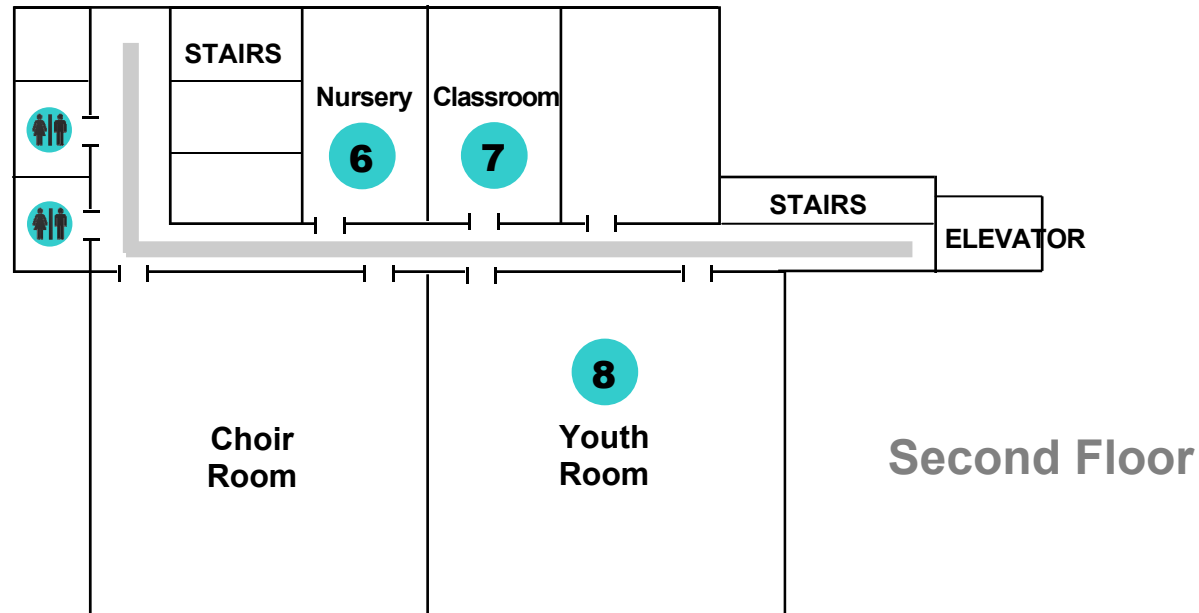 STAIRS
Nursery
Classroom
6
7
STAIRS
ELEVATOR
8
Choir
Room
Youth
Room
Second Floor